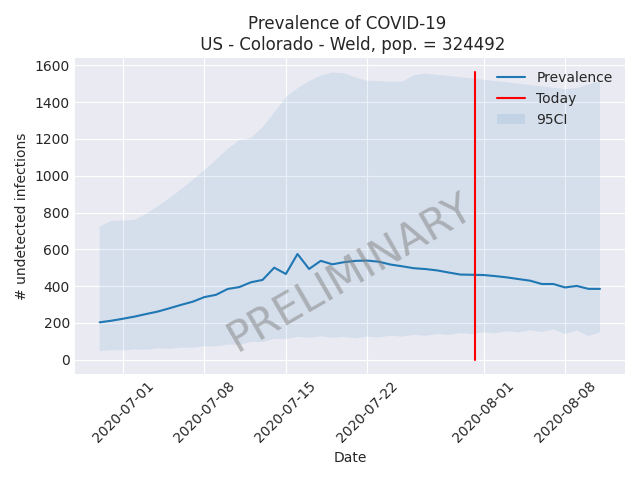 Prevalence of COVID-19
US - Colorado - Weld, pop. = 324492
1600
1400
1200
1000
800
600
400
200
0
# undetected infections
Prevalence
Today
95CI
PRELIMINARY
2020-07-01
2020-07-08
2020-07-15
2020-07-22
2020-08-01
2020-08-08
Date